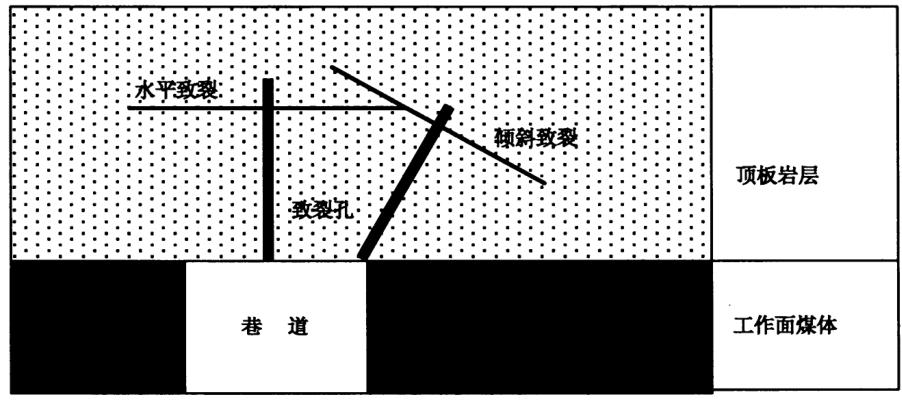 水平致裂
倾斜致裂
顶板岩层
致裂孔
巷 道
工作面煤体